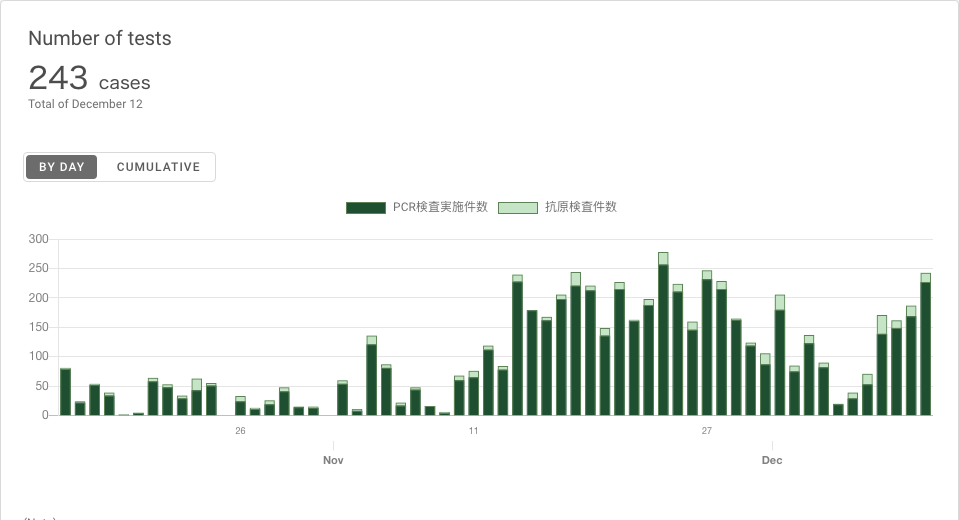 Number of tests
243 cases
Total of December 12
BY DAY CUMULATIVE
PCR検査実施件数 抗原検査件数
300
250
200
150
100
50
0
26 11 27
Nov Dec